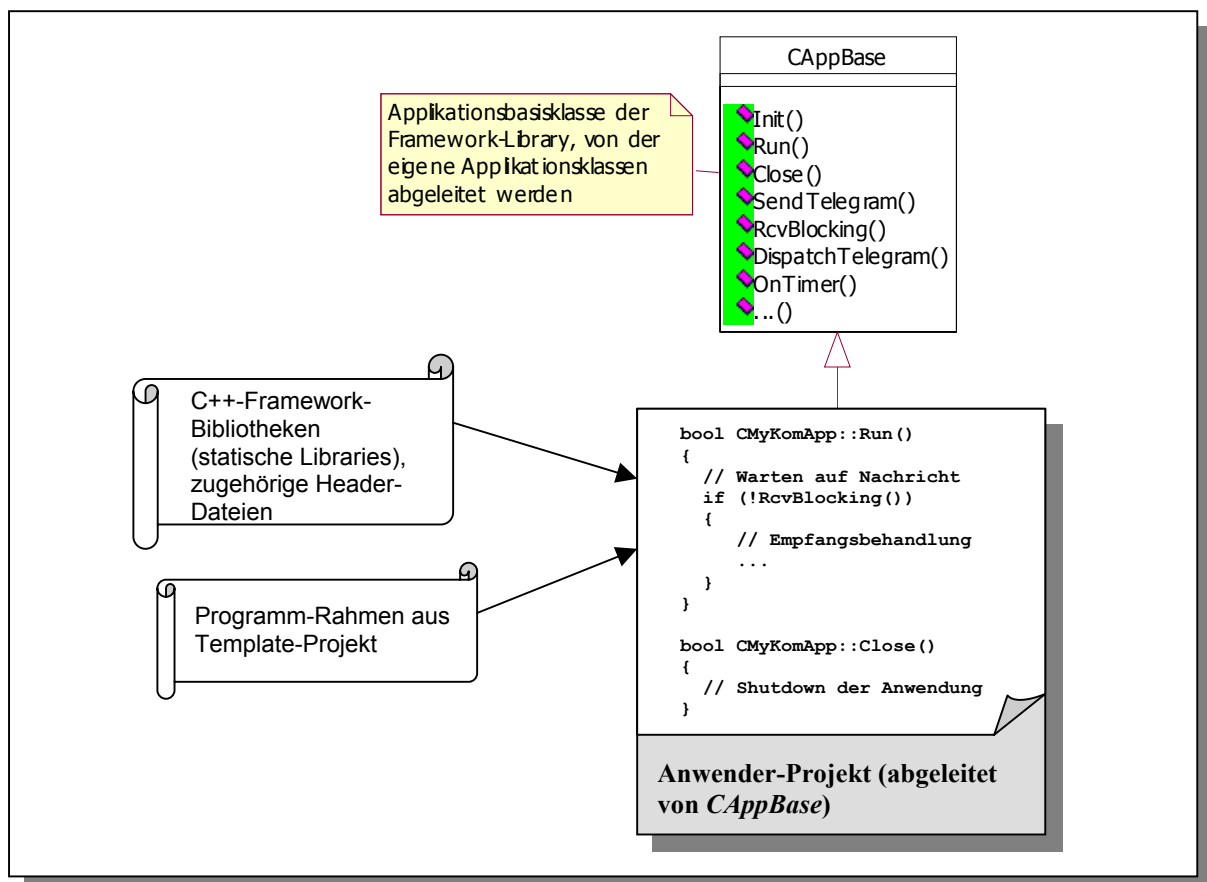 CAppBase
Applikationsbasisklasse der
Framework-Library, von der
eigene Applikationsklassen
abgeleitet werden
Init()
Run()
Close()
SendTelegram()
RcvBlocking()
DispatchTelegram()
OnTimer()
...()
C++-Framework-
Bibliotheken
(statische Libraries),
zugehörige Header-
Dateien
Programm-Rahmen aus
Template-Projekt
bool CMyKomApp::Run()
{
// Warten auf Nachricht
if (!RcvBlocking())
{
// Empfangsbehandlung
...
}
}
bool CMyKomApp::Close()
{
// Shutdown der Anwendung
}
Anwender-Projekt (abgeleitet
von CAppBase)